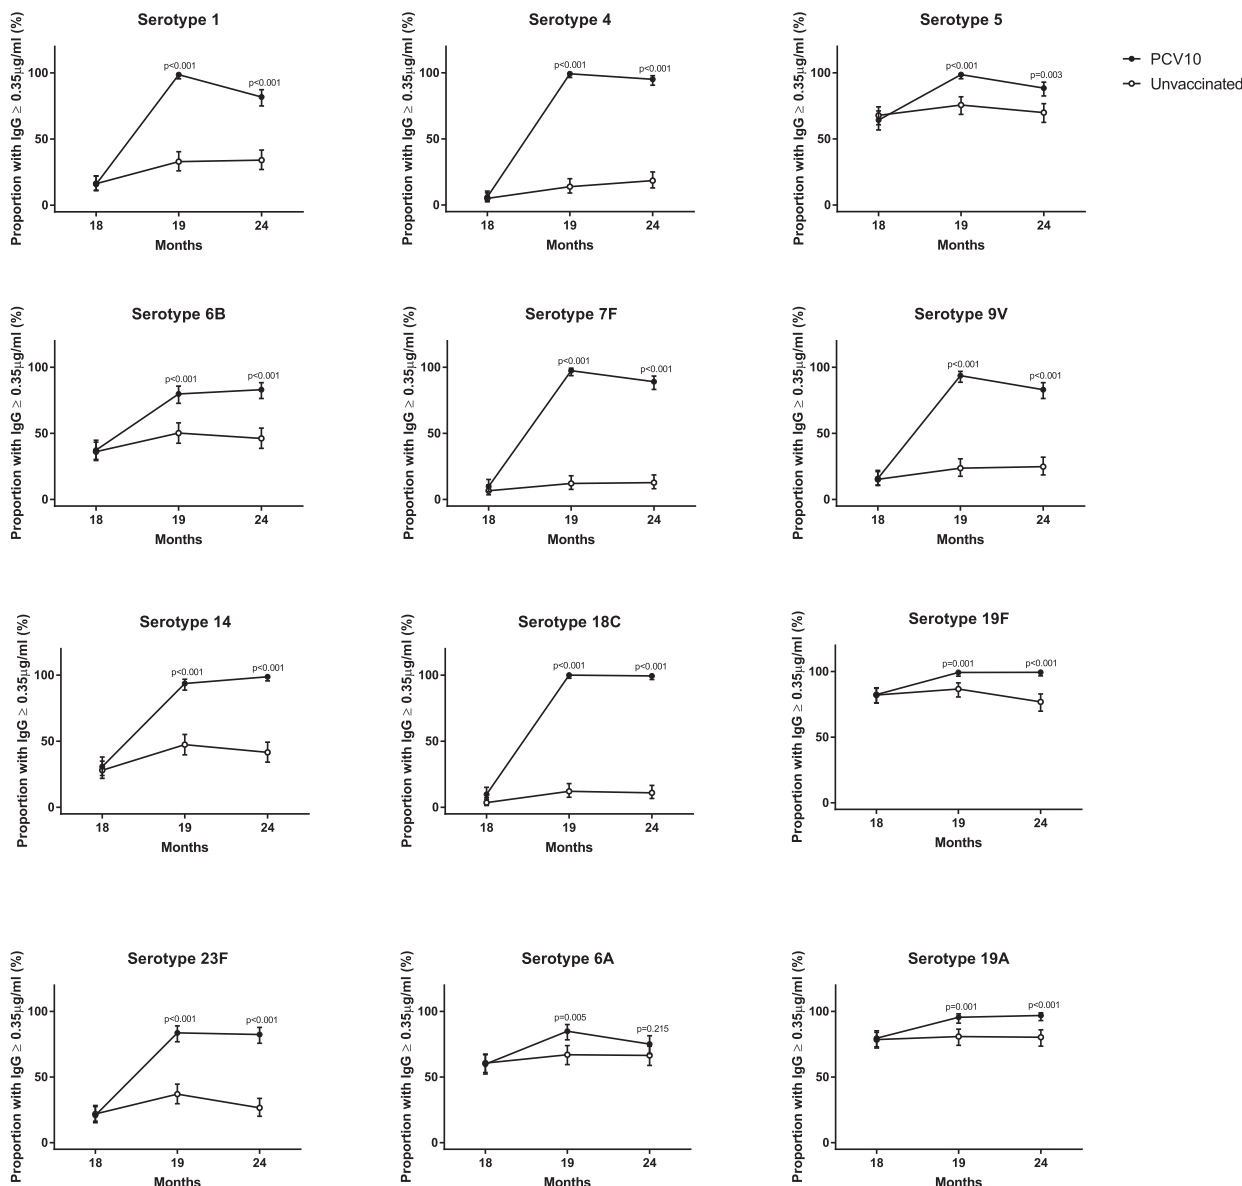 Serotype 1
Proportion with IgG ≥ 0.35µg/ml (%)
100
50
0
p<0.001
p<0.001
18
19
24
Months
Serotype 4
Proportion with IgG ≥ 0.35µg/ml (%)
100
50
0
p<0.001
p<0.001
18
19
24
Months
Serotype 5
Proportion with IgG ≥ 0.35µg/ml (%)
100
50
0
p<0.001
p=0.003
18
19
24
Months
PCV10
Unvaccinated
Serotype 6B
Proportion with IgG ≥ 0.35µg/ml (%)
100
50
0
p<0.001
p<0.001
18
19
24
Months
Serotype 7F
Proportion with IgG ≥ 0.35µg/ml (%)
100
50
0
p<0.001
p<0.001
18
19
24
Months
Serotype 9V
Proportion with IgG ≥ 0.35µg/ml (%)
100
50
0
p<0.001
p<0.001
18
19
24
Months
Serotype 14
Proportion with IgG ≥ 0.35µg/ml (%)
100
50
0
p<0.001
p<0.001
18
19
24
Months
Serotype 18C
Proportion with IgG ≥ 0.35µg/ml (%)
100
50
0
p<0.001
p<0.001
18
19
24
Months
Serotype 19F
Proportion with IgG ≥ 0.35µg/ml (%)
100
50
0
p=0.001
p<0.001
18
19
24
Months
Serotype 23F
Proportion with IgG ≥ 0.35µg/ml (%)
100
50
0
p<0.001
p<0.001
18
19
24
Months
Serotype 6A
Proportion with IgG ≥ 0.35µg/ml (%)
100
50
0
p=0.005
p=0.215
18
19
24
Months
Serotype 19A
Proportion with IgG ≥ 0.35µg/ml (%)
100
50
0
p=0.001
p<0.001
18
19
24
Months